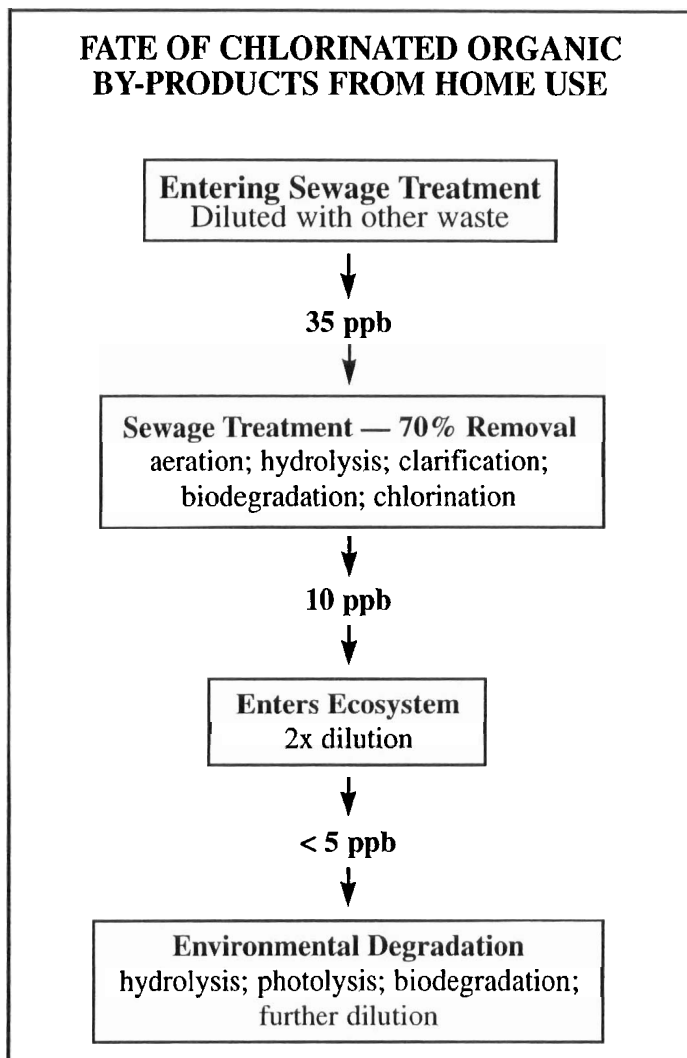 FATE OF CHLORINATED ORGANIC
BY-PRODUCTS FROM HOME USE
Entering Sewage Treatment
Diluted with other waste
35 ppb
Sewage Treatment — 70% Removal
aeration; hydrolysis; clarification;
biodegradation; chlorination
10 ppb
Enters Ecosystem
2x dilution
< 5 ppb
Environmental Degradation
hydrolysis; photolysis; biodegradation;
further dilution